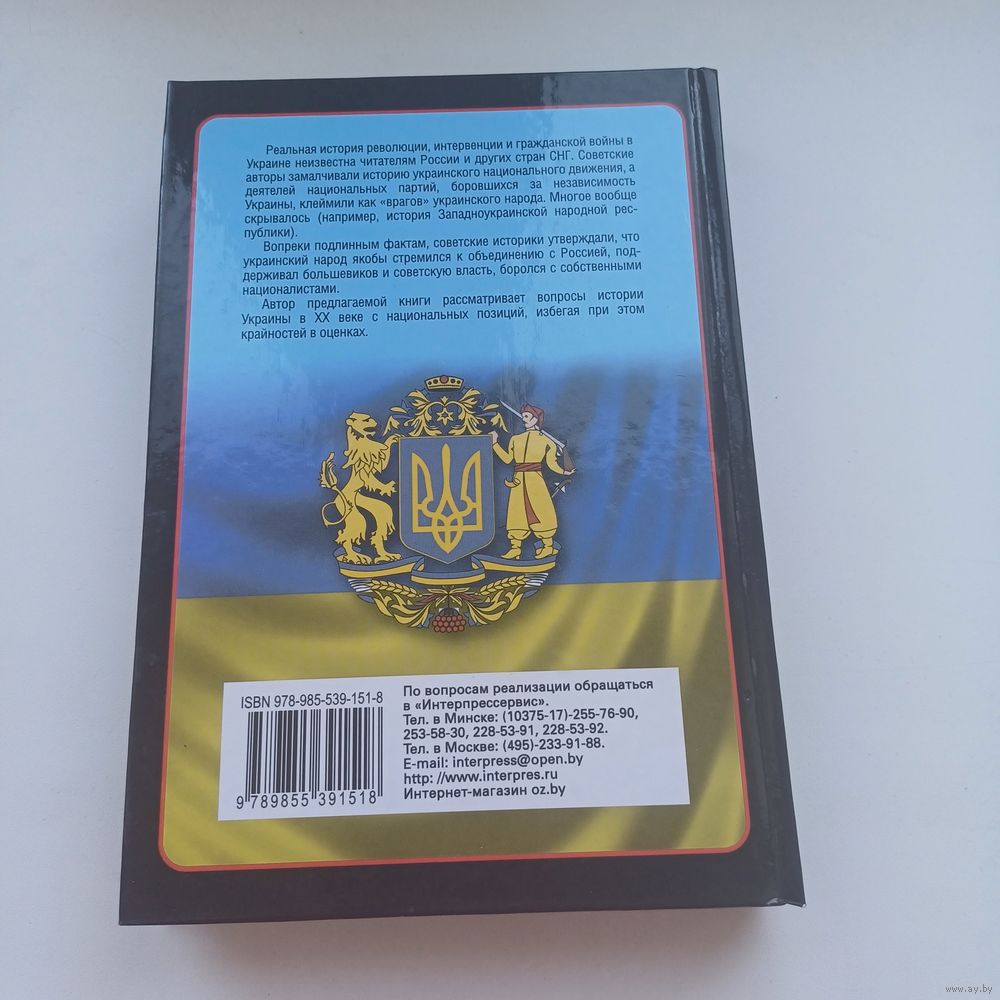 Реальная история революции, интервенции и гражданской войны в
Украине неизвестна читателям России и других стран СНГ. Советские
авторы замалчивали историю украинского национального движения, а
деятелей национальных партий, боровшихся за независимость
Украины, клеймили как «врагов» украинского народа. Многое вообще
скрывалось (например, история Западноукраинской народной рес-
публики).
Вопреки подлинным фактам, советские историки утверждали, что
украинский народ якобы стремился к объединению с Россией, под-
держивал большевиков и советскую власть, боролся с собственными
националистами.
Автор предлагаемой книги рассматривает вопросы истории
Украины в XX веке с национальных позиций, избегая при этом
крайностей в оценках.
ISBN 978-985-539-151-8
9 789855 391518
По вопросам реализации обращаться
в «Интерпрессервис».
Тел. в Минске: (10375-17)-255-76-90,
253-58-30, 228-53-91, 228-53-92.
Тел. в Москве: (495)-233-91-88.
E-mail: interpress@open.by
http://www.interpres.ru
Интернет-магазин oz.by
www.ay.by